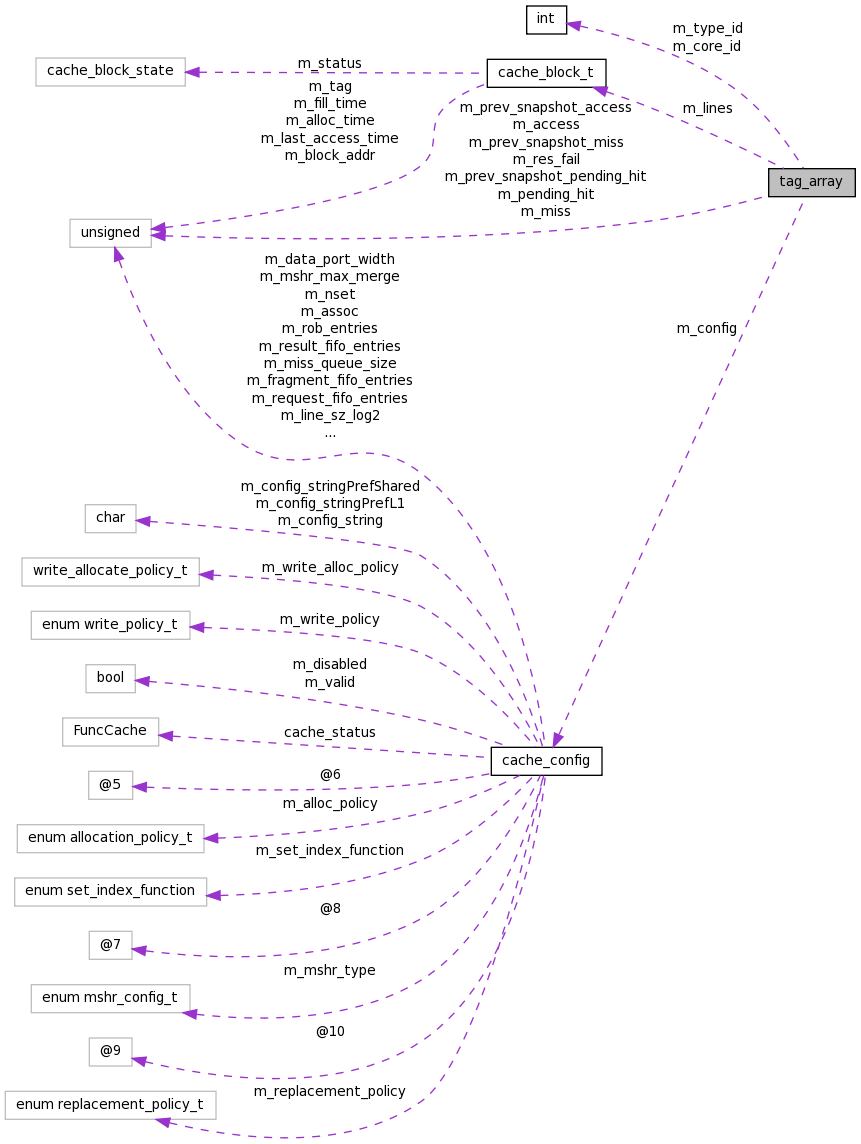 int
m_type_id
m_core_id
cache_block_state
m_status
cache_block_t
m_tag
m_fill_time
m_alloc_time
m_last_access_time
m_block_addr
m_prev_snapshot_access
m_access
m_prev_snapshot_miss
m_res_fail
m_prev_snapshot_pending_hit
m_pending_hit
m_miss
m_lines
tag_array
unsigned
m_data_port_width
m_mshr_max_merge
m_nset
m_assoc
m_rob_entries
m_result_fifo_entries
m_miss_queue_size
m_fragment_fifo_entries
m_request_fifo_entries
m_line_sz_log2
...
m_config
char
m_config_stringPrefShared
m_config_stringPrefL1
m_config_string
write_allocate_policy_t
m_write_alloc_policy
enum write_policy_t
m_write_policy
bool
m_disabled
m_valid
FuncCache
cache_status
cache_config
@5
@6
enum allocation_policy_t
m_alloc_policy
enum set_index_function
m_set_index_function
@7
@8
enum mshr_config_t
m_mshr_type
@9
@10
enum replacement_policy_t
m_replacement_policy